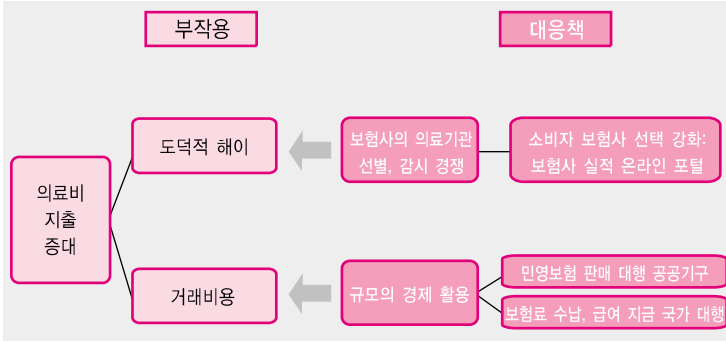 부작용
대응책
도덕적 해이
보험사의 의료기관
선별, 감시 경쟁
소비자 보험사 선택 강화:
보험사 실적 온라인 포털
의료비
지출
증대
거래비용
규모의 경제 활용
민영보험 판매 대행 공공기구
보험료 수납, 급여 지금 국가 대행